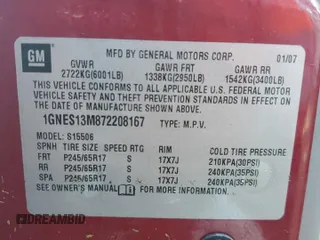 GM
MFD BY GENERAL MOTORS CORP. 01/07
GVWR GAWR FRT GAWR RR
2722KG(6001LB) 1338KG(2950LB) 1542KG(3400LB)
THIS VEHICLE CONFORMS TO ALL APPLICABLE U.S. FEDERAL
MOTOR VEHICLE SAFETY AND THEFT PREVENTION
STANDARDS IN EFFECT ON THE DATE OF MANUFACTURE SHOWN ABOVE.
1GNES13M872208167 TYPE: M.P.V.
MODEL: S15506
SPNH TIRE SIZE SPEED RTG RIM COLD TIRE PRESSURE
FRT P245/65R17 S 17X7J 210KPA(30PSI)
RR P245/65R17 S 17X7J 240KPA(35PSI)
SPA P245/65R17 S 17X7J 240KPA(35PSI)
SEE OWNER'S MANUAL FOR MORE INFORMATION.
DREAMBID